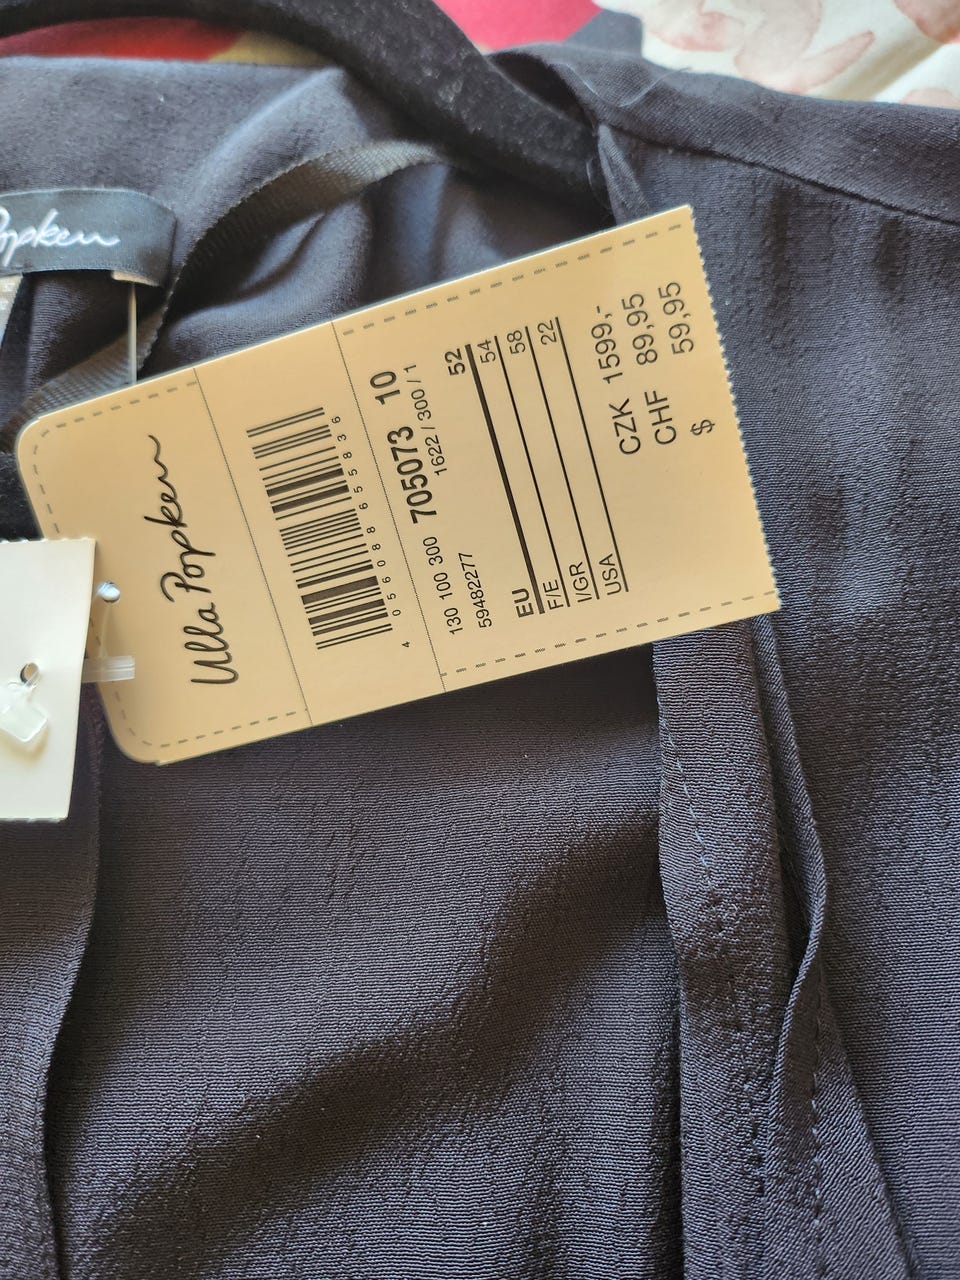 Popken
Ulla Popken
4 056088 655836
130 100 300 705073 10
59482277 1622 / 300 / 1
EU 52
F/E 54
I/GR 58
USA 22
CZK 1599,-
CHF 89,95
$ 59,95